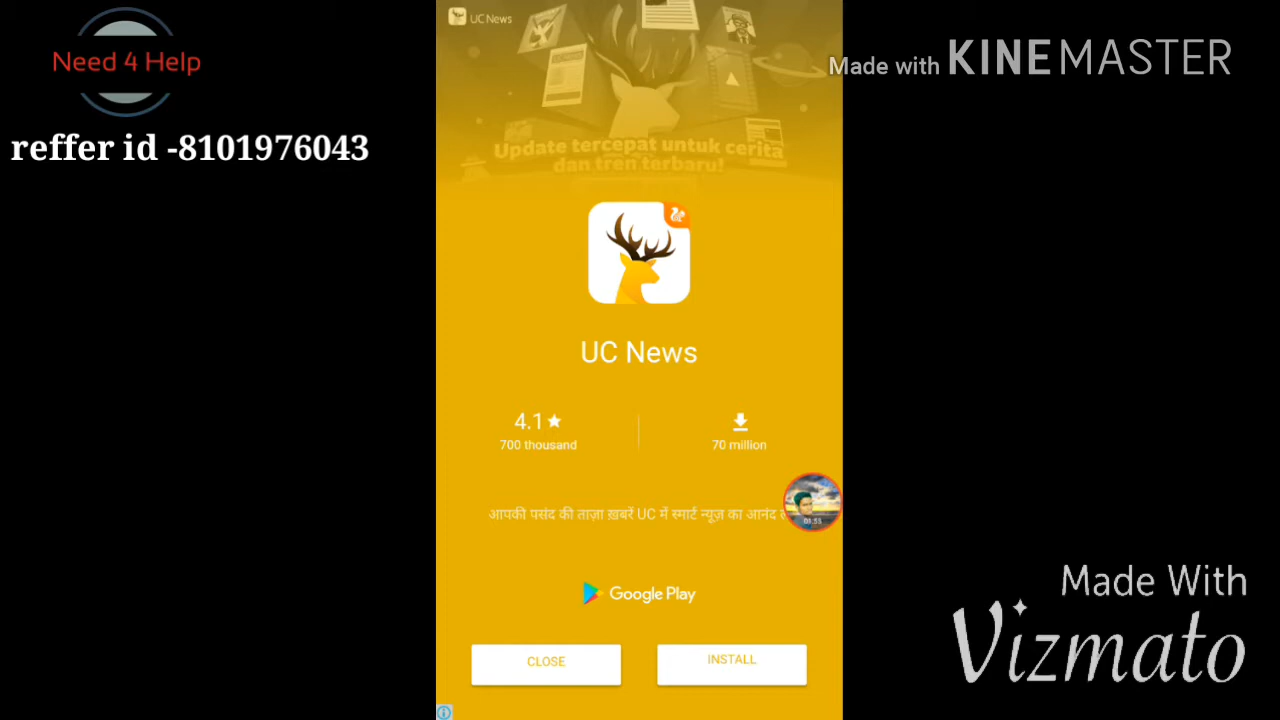 Need 4 Help
reffer id -8101976043
UC News
Made with KINEMASTER
Update tercepat untuk cerita
dan tren terbaru!
UC News
4.1
700 thousand
70 million
आपकी पसंद की ताज़ा ख़बरें UC में स्मार्ट न्यूज़ का आनंद
01:35
Google Play
CLOSE
INSTALL
Made With
Vizmato